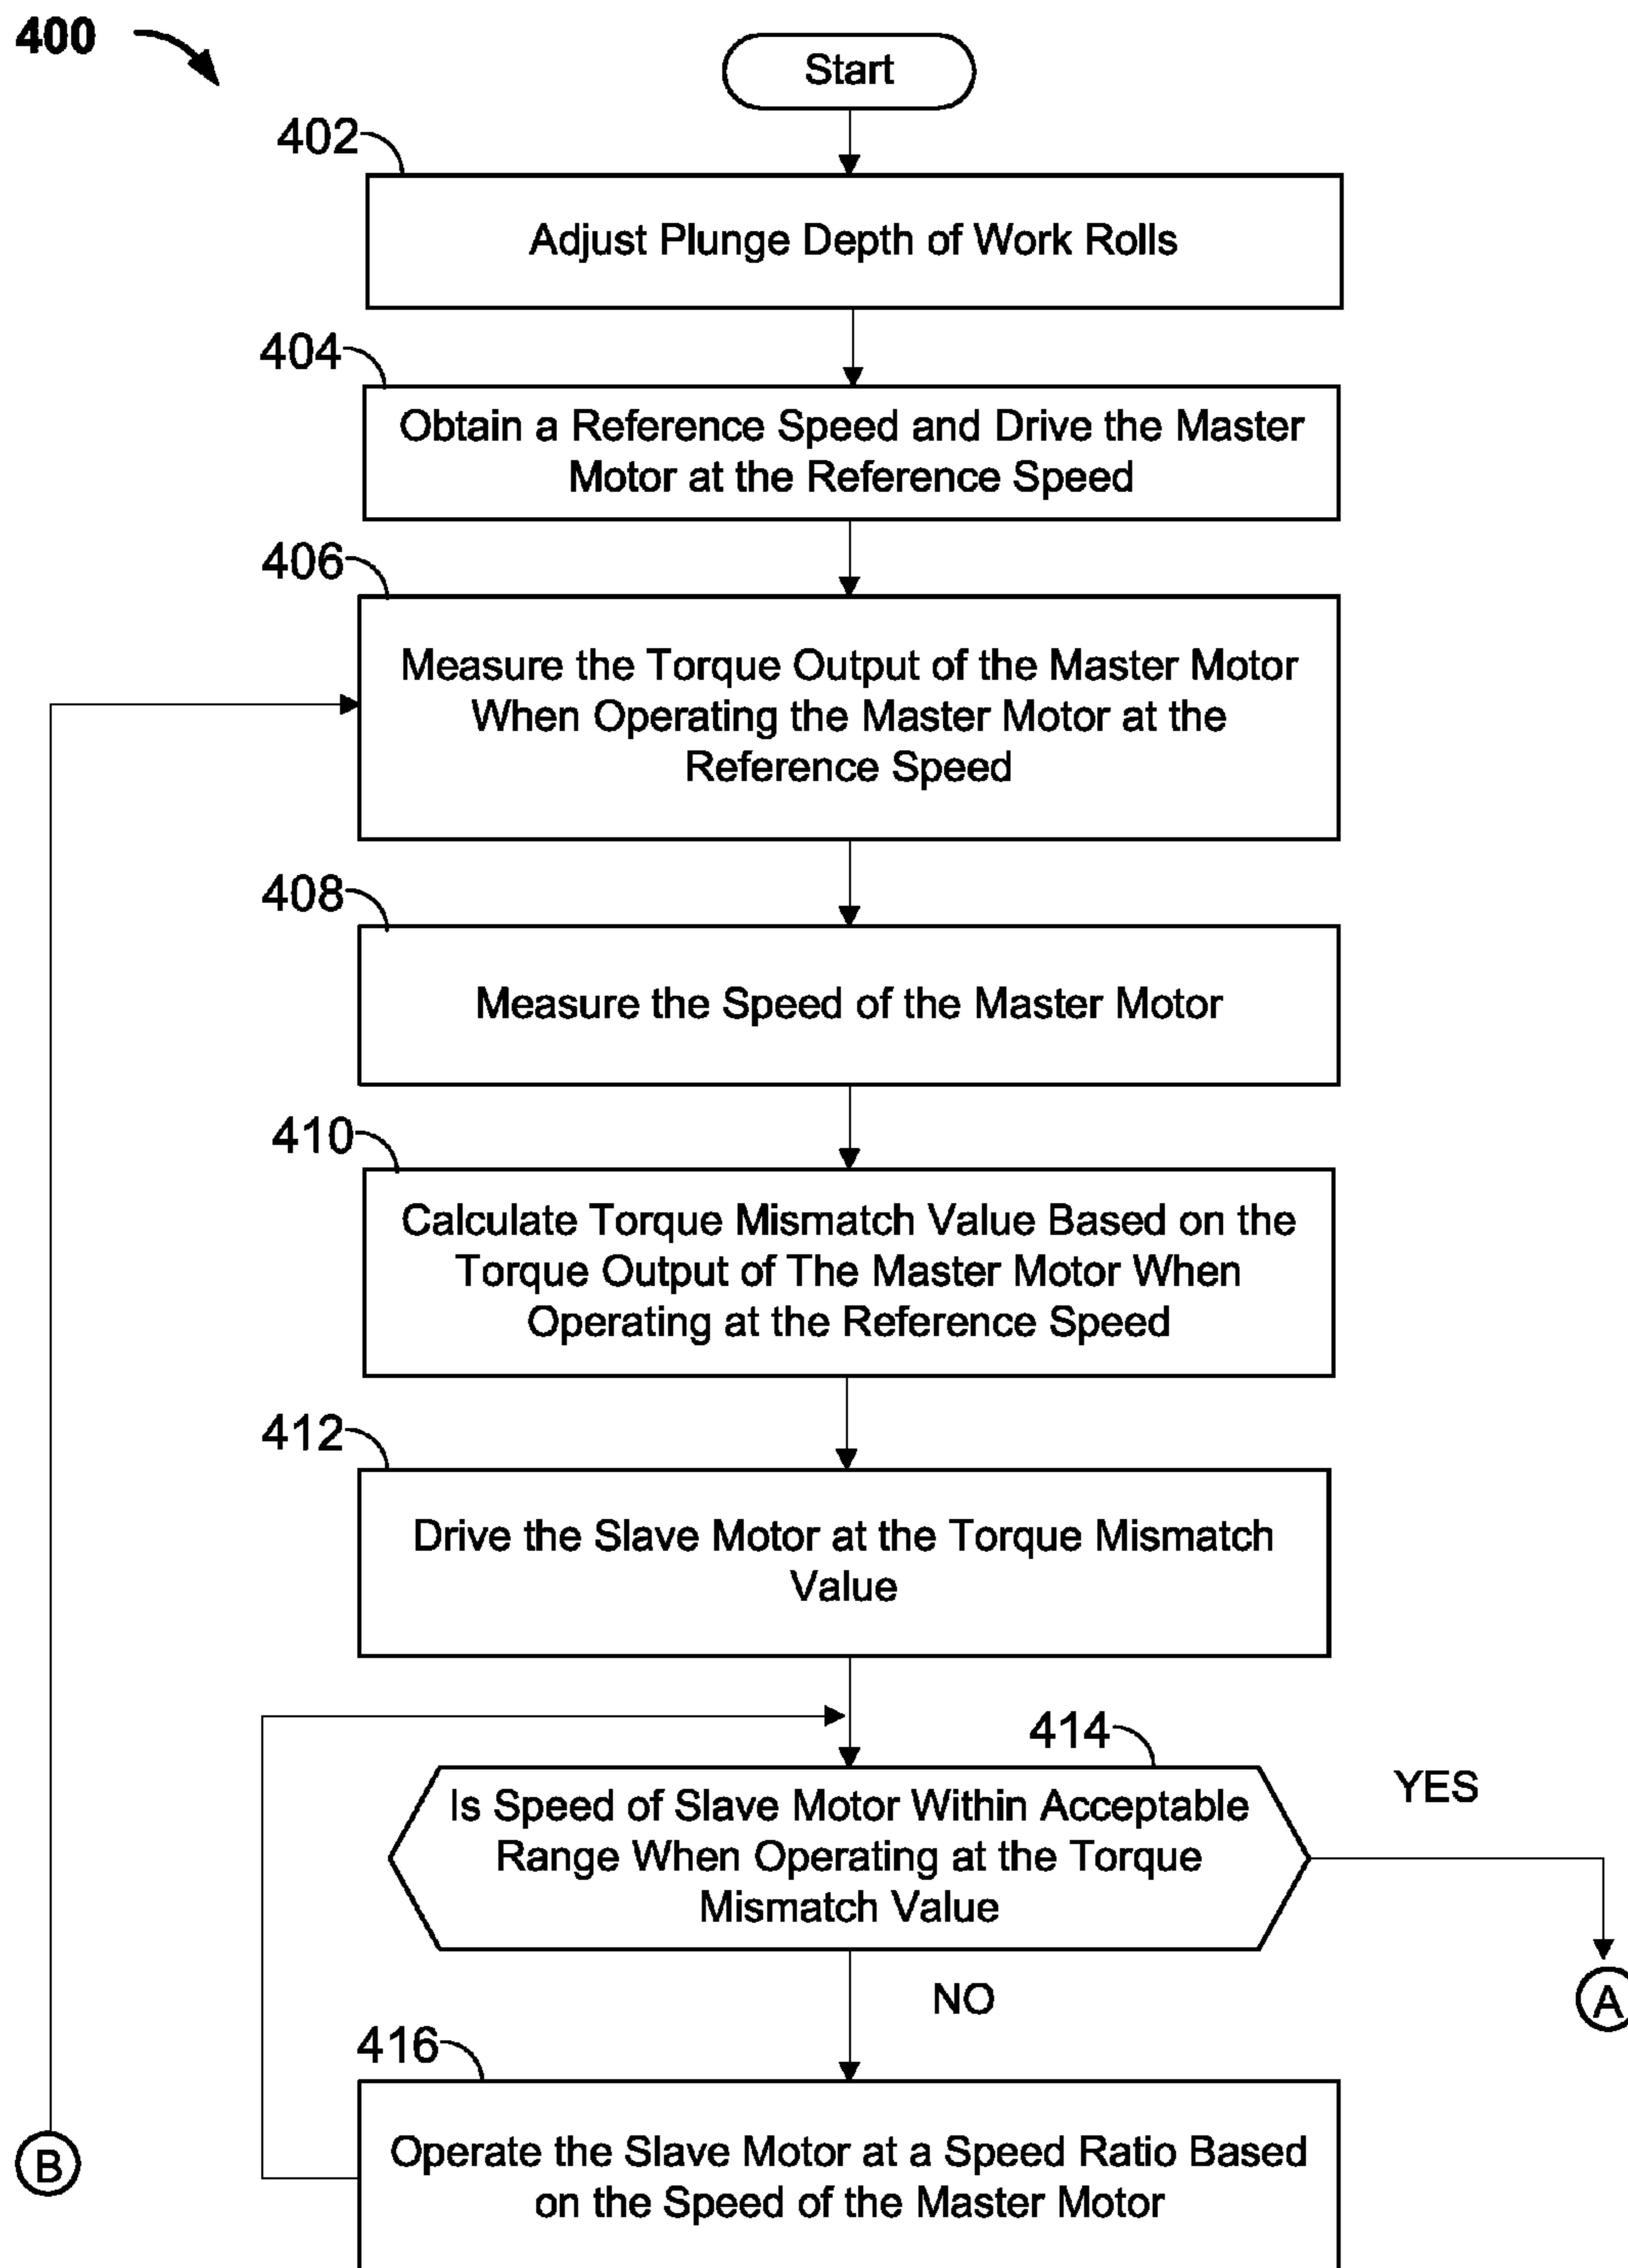 400
Start
402
Adjust Plunge Depth of Work Rolls
404
Obtain a Reference Speed and Drive the Master
Motor at the Reference Speed
406
Measure the Torque Output of the Master Motor
When Operating the Master Motor at the
Reference Speed
408
Measure the Speed of the Master Motor
410
Calculate Torque Mismatch Value Based on the
Torque Output of The Master Motor When
Operating at the Reference Speed
412
Drive the Slave Motor at the Torque Mismatch
Value
414
YES
Is Speed of Slave Motor Within Acceptable
Range When Operating at the Torque
Mismatch Value
NO
A
416
B
Operate the Slave Motor at a Speed Ratio Based
on the Speed of the Master Motor